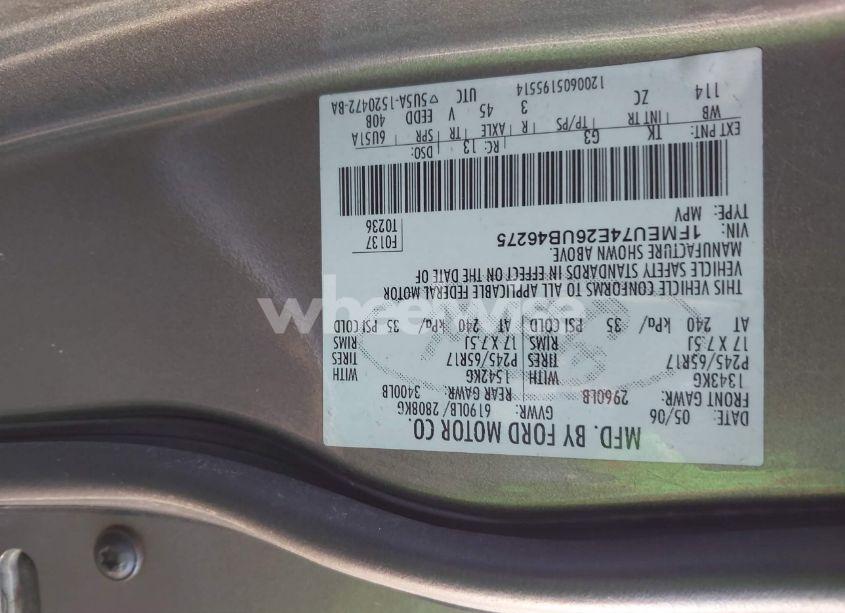 MFD. BY FORD MOTOR CO.
DATE: 05/06 GVWR: 6190LB/ 2808KG
FRONT GAWR: 2960LB REAR GAWR: 3400LB
1343KG WITH 1542KG WITH
P245/65R17 TIRES P245/65R17 TIRES
17 X 7.5J RIMS 17 X 7.5J RIMS
AT 240 kPa/ 35 PSI COLD AT 240 kPa/ 35 PSI COLD
THIS VEHICLE CONFORMS TO ALL APPLICABLE FEDERAL MOTOR
VEHICLE SAFETY STANDARDS IN EFFECT ON THE DATE OF
MANUFACTURE SHOWN ABOVE.
VIN: 1FMEU74E26UB46275 F0137
TYPE: MPV T0236
EXT PNT: TK RC: 13 DSO:
WB INT TR TP/PS R AXLE TR SPR 6U51A
114 ZC G3 3 45 V EEDD 40B
UTC ▽5U5A-1520472-BA
1200605195514
wheelwise